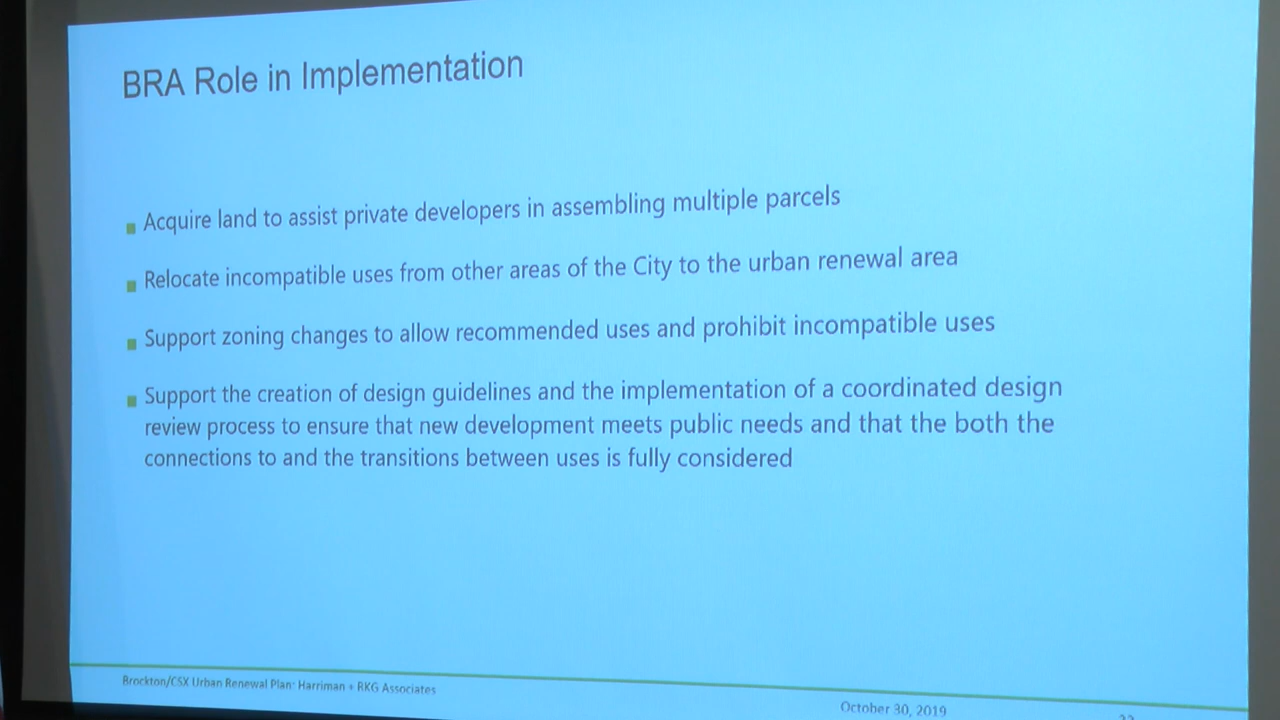 BRA Role in Implementation
Acquire land to assist private developers in assembling multiple parcels
Relocate incompatible uses from other areas of the City to the urban renewal area
Support zoning changes to allow recommended uses and prohibit incompatible uses
Support the creation of design guidelines and the implementation of a coordinated design
review process to ensure that new development meets public needs and that the both the
connections to and the transitions between uses is fully considered
Brockton/CSX Urban Renewal Plan: Harriman + RKG Associates
October 30, 2019